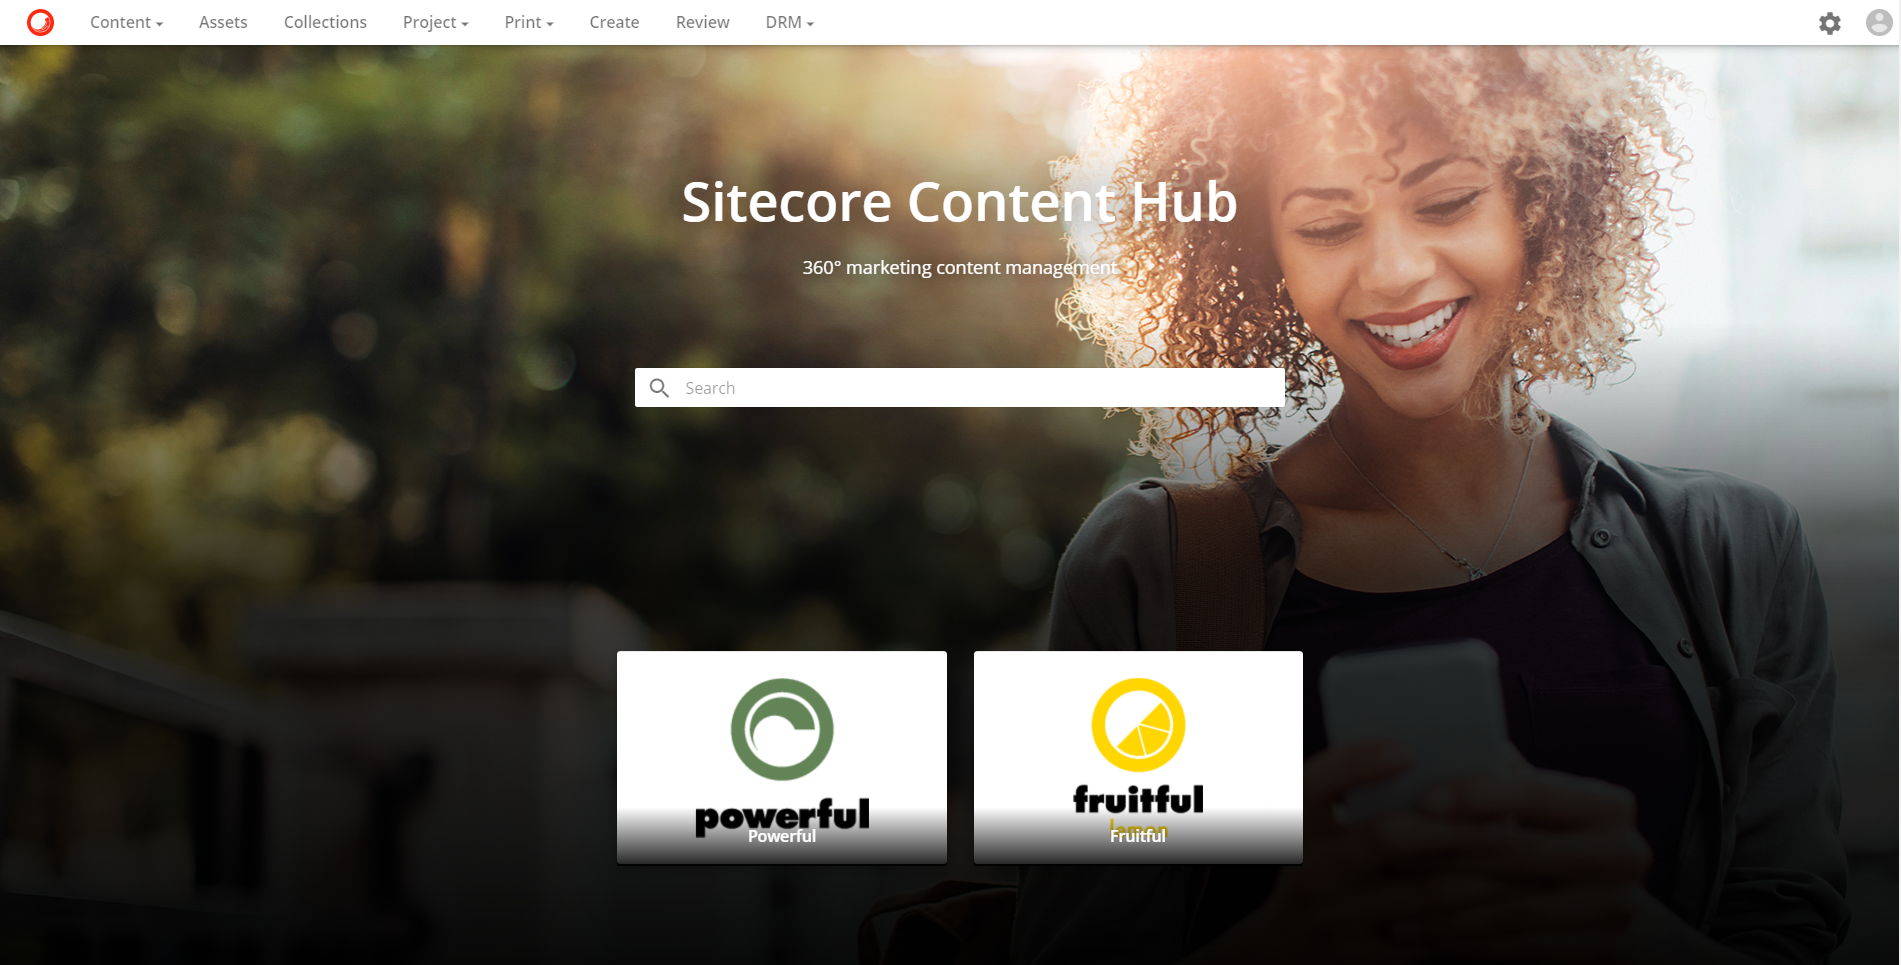 Content Assets Collections Project Print Create Review DRM
Sitecore Content Hub
360° marketing content management
Search
powerful
Powerful
fruitful
lemon
Fruitful